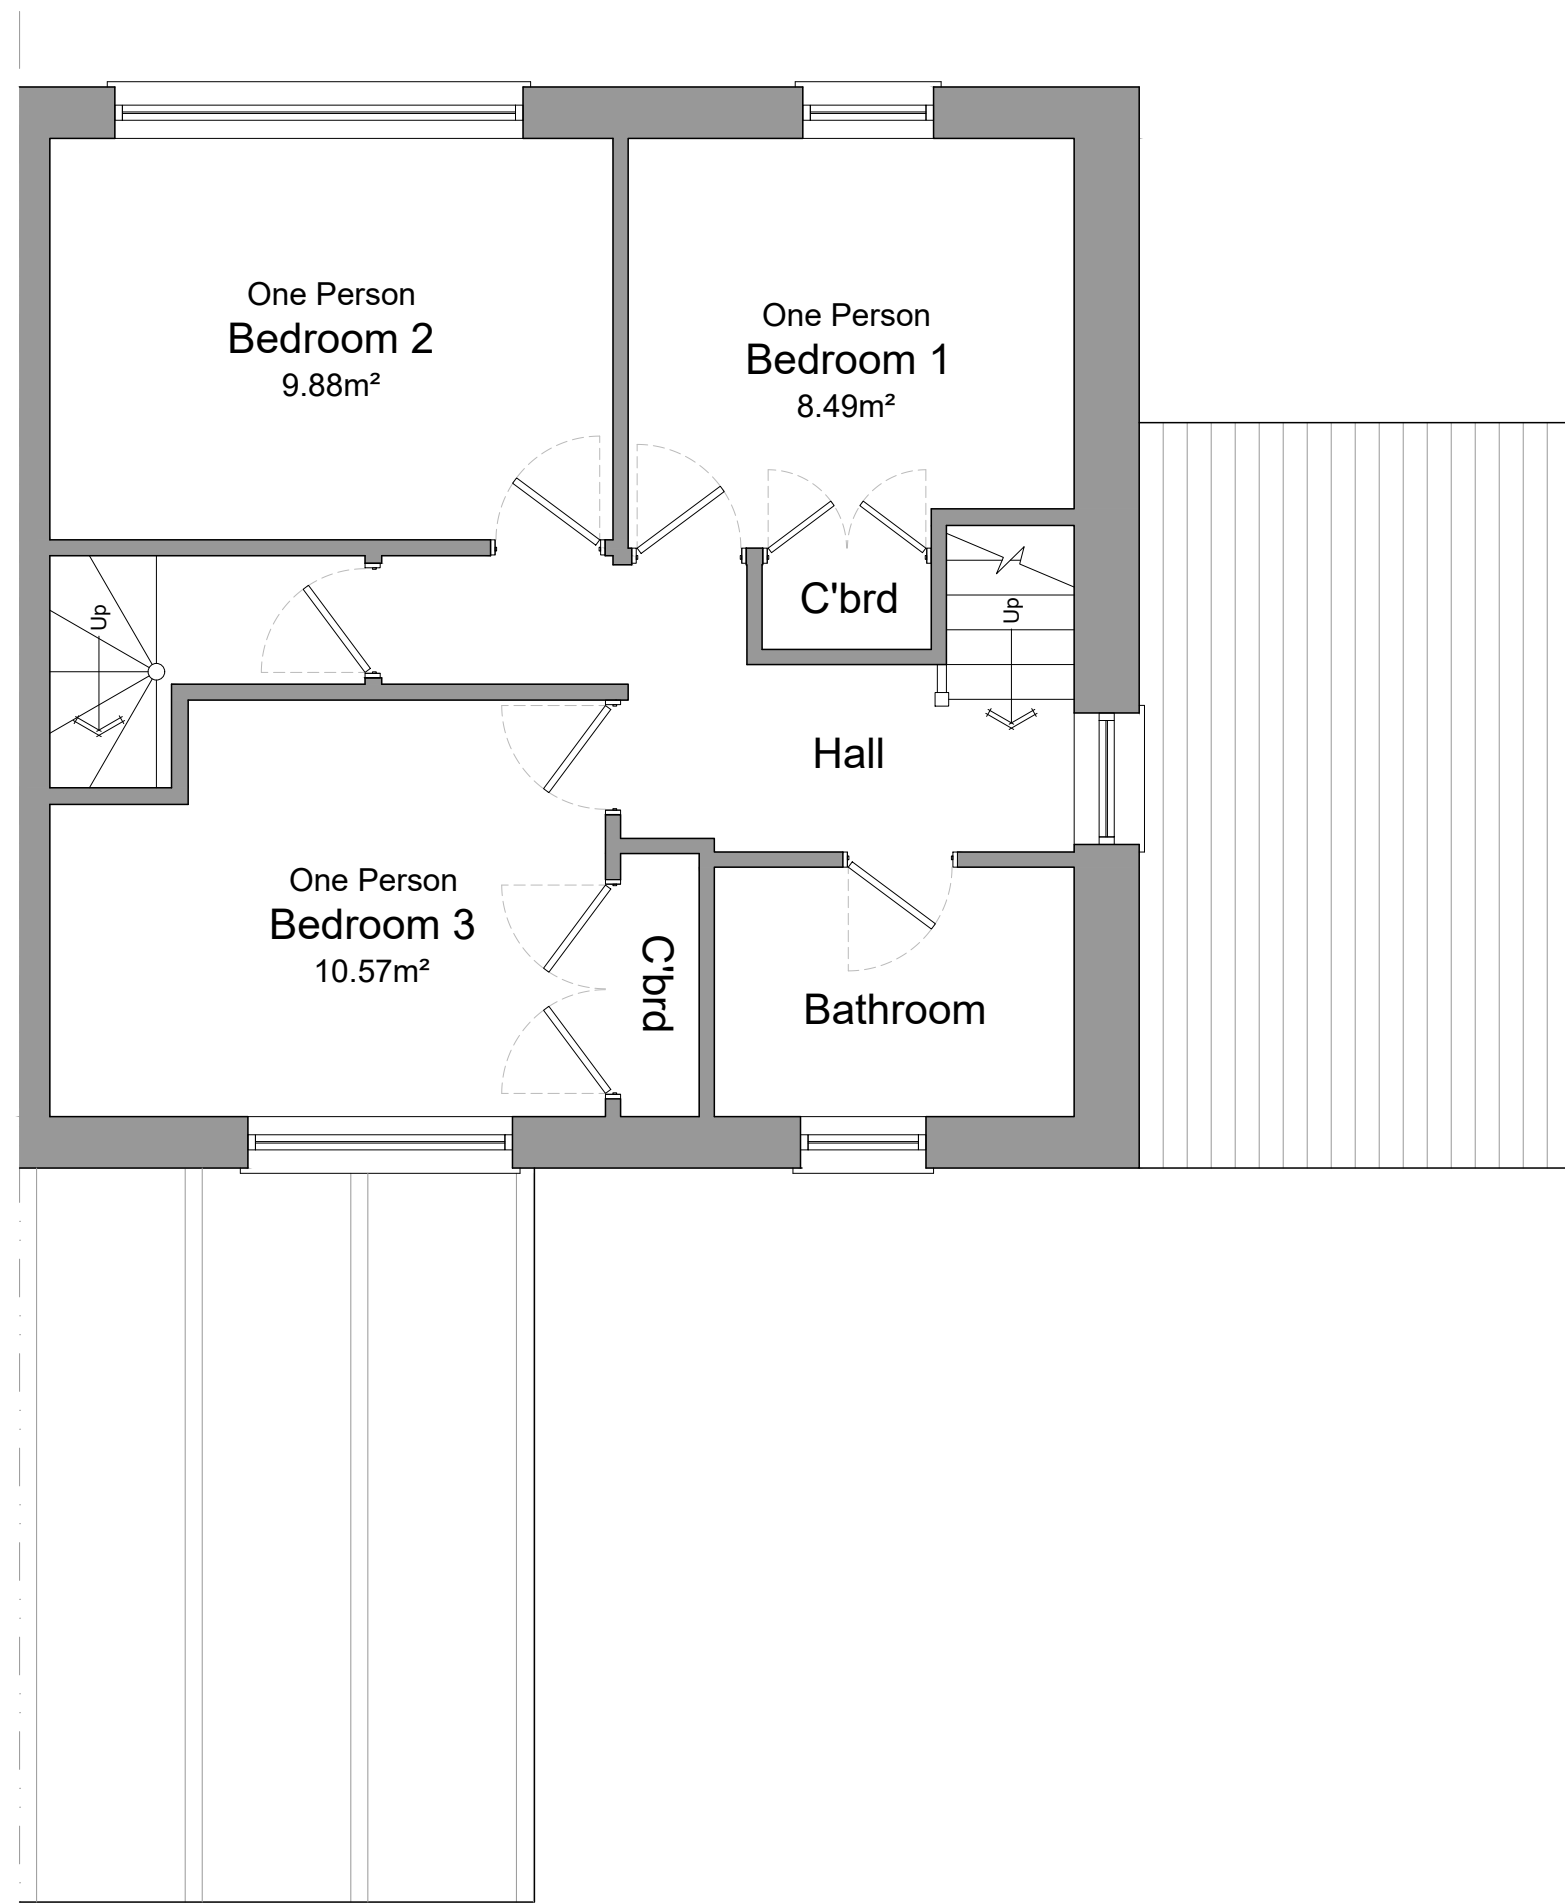 One Person
Bedroom 2
9.88m²
One Person
Bedroom 1
8.49m²
C'brd
Up
Up
Hall
One Person
Bedroom 3
10.57m²
C'brd
Bathroom